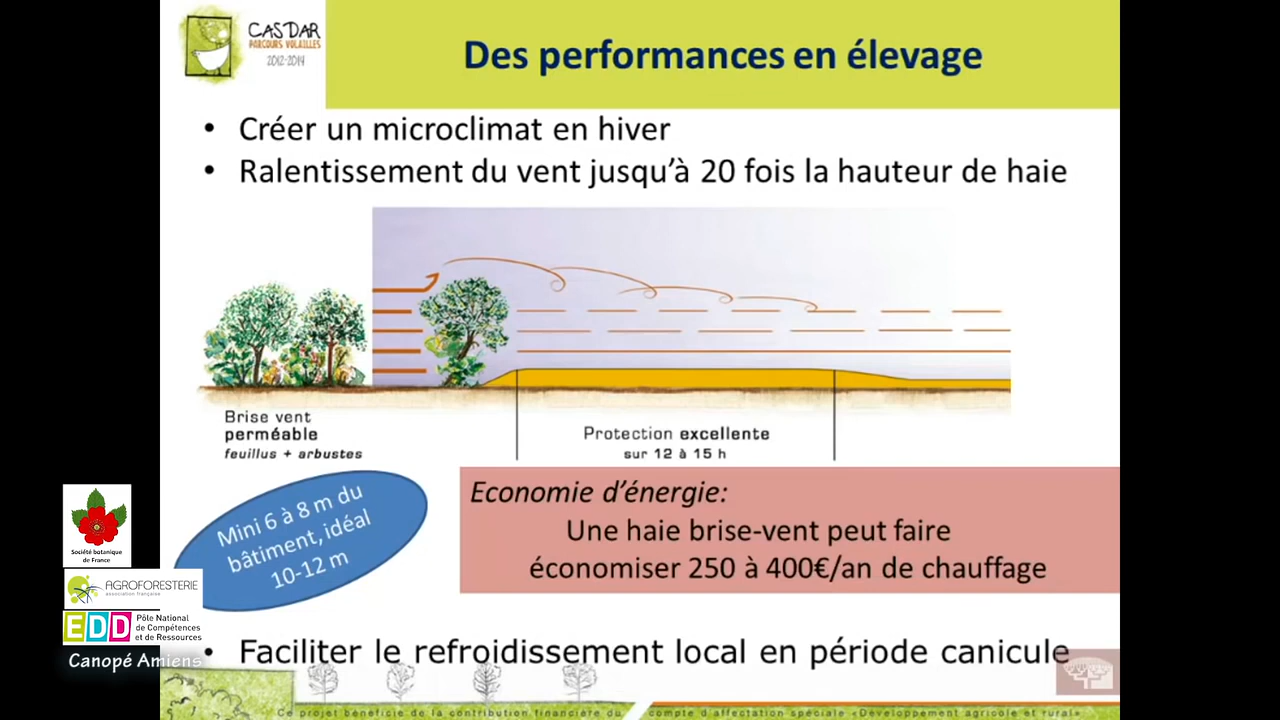 CASDAR
PARCOURS VOLAILLES
2012-2014
Des performances en élevage
• Créer un microclimat en hiver
• Ralentissement du vent jusqu'à 20 fois la hauteur de haie
Brise vent
perméable
feuillus + arbustes
Protection excellente
sur 12 à 15 h
Mini 6 à 8 m du
bâtiment, idéal
10-12 m
Economie d'énergie:
Une haie brise-vent peut faire
économiser 250 à 400€/an de chauffage
• Faciliter le refroidissement local en période canicule
Société botanique
de France
AGROFORESTERIE
association française
EDD Pôle National
de Compétences
et de Ressources
Canopé Amiens
Ce projet bénéficie de la contribution financière du compte d'affectation spéciale «Développement agricole et rural»